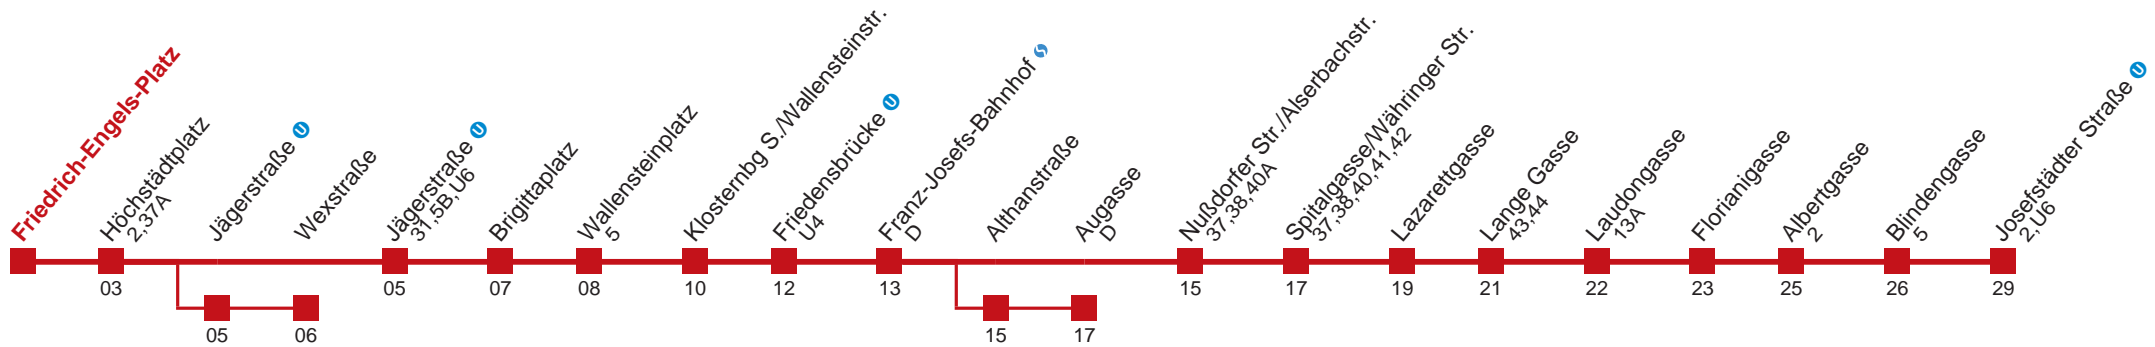 Friedrich-Engels-Platz
Höchstädtplatz
2,37A
03
Jägerstraße U
05
Wexstraße
06
Jägerstraße U
31,5B,U6
05
Brigittaplatz
07
Wallensteinplatz
5
08
Klosternbg S./Wallensteinstr.
10
Friedensbrücke U
U4
12
Franz-Josefs-Bahnhof S
D
13
Althanstraße
15
Augasse
D
17
Nußdorfer Str./Alserbachstr.
37,38,40A
15
Spitalgasse/Währinger Str.
37,38,40,41,42
17
Lazarettgasse
19
Lange Gasse
43,44
21
Laudongasse
13A
22
Florianigasse
23
Albertgasse
2
25
Blindengasse
5
26
Josefstädter Straße U
2,U6
29